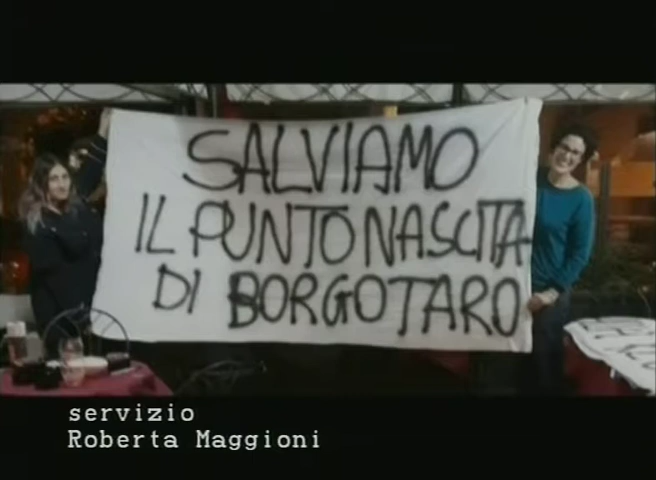 SALVIAMO
IL PUNTO NASCITA
DI BORGOTARO
servizio
Roberta Maggioni